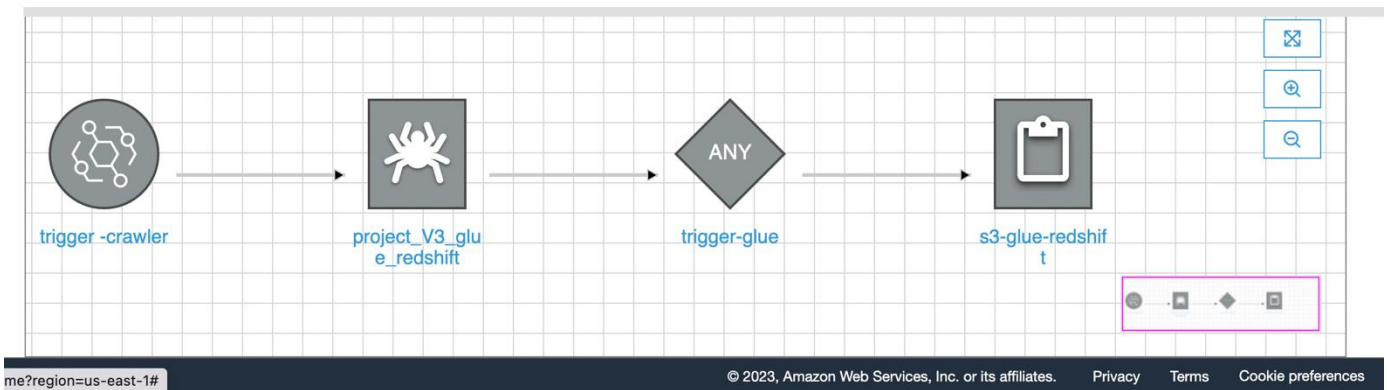 ANY
trigger -crawler
project_V3_glu
e_redshift
trigger-glue
s3-glue-redshif
t
me?region=us-east-1#
© 2023, Amazon Web Services, Inc. or its affiliates. Privacy Terms Cookie preferences